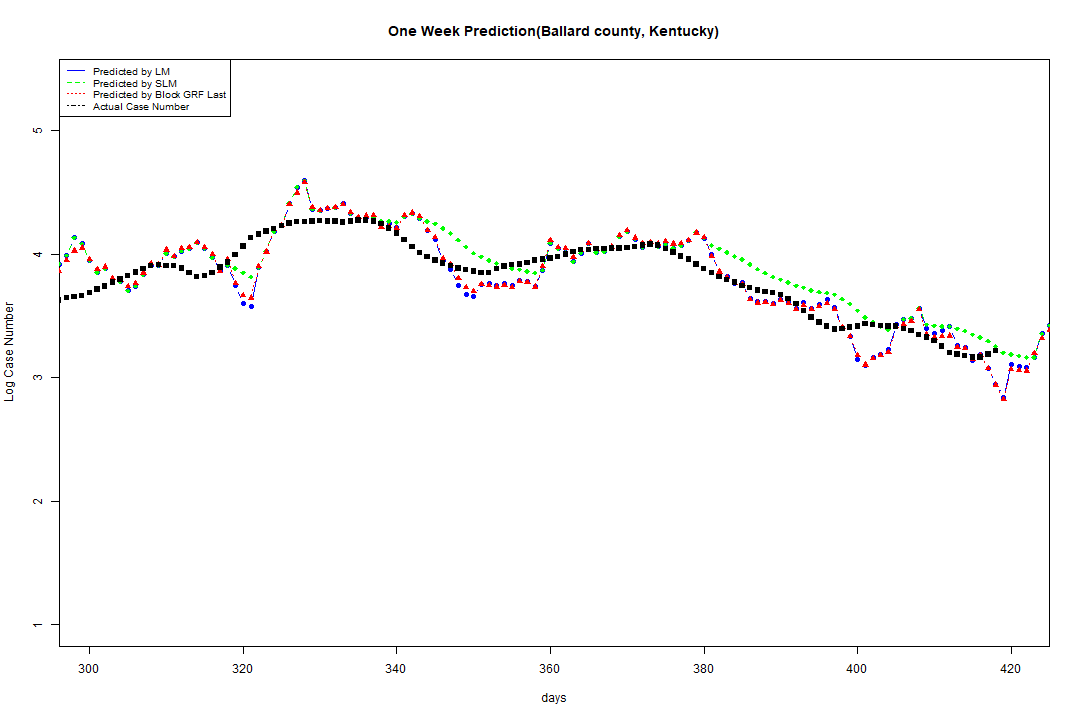 One Week Prediction(Ballard county, Kentucky)
Predicted by LM
Predicted by SLM
Predicted by Block GRF Last
Actual Case Number
5
4
3
2
1
Log Case Number
300 320 340 360 380 400 420
days